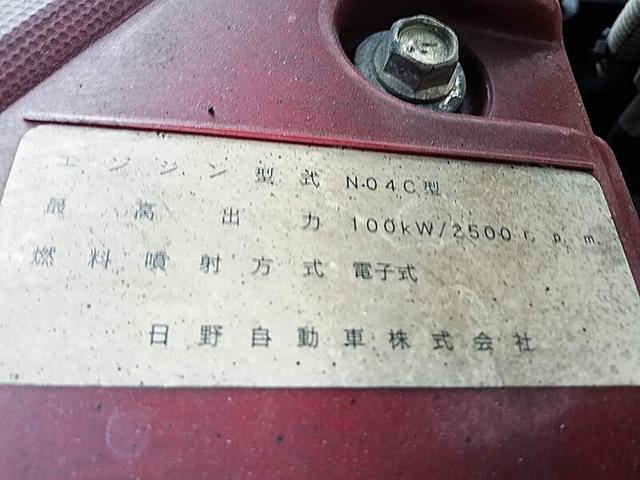 エンジン型式 N04C型
最高出力 100kW/2500r.p.m.
燃料噴射方式 電子式
日野自動車株式会社